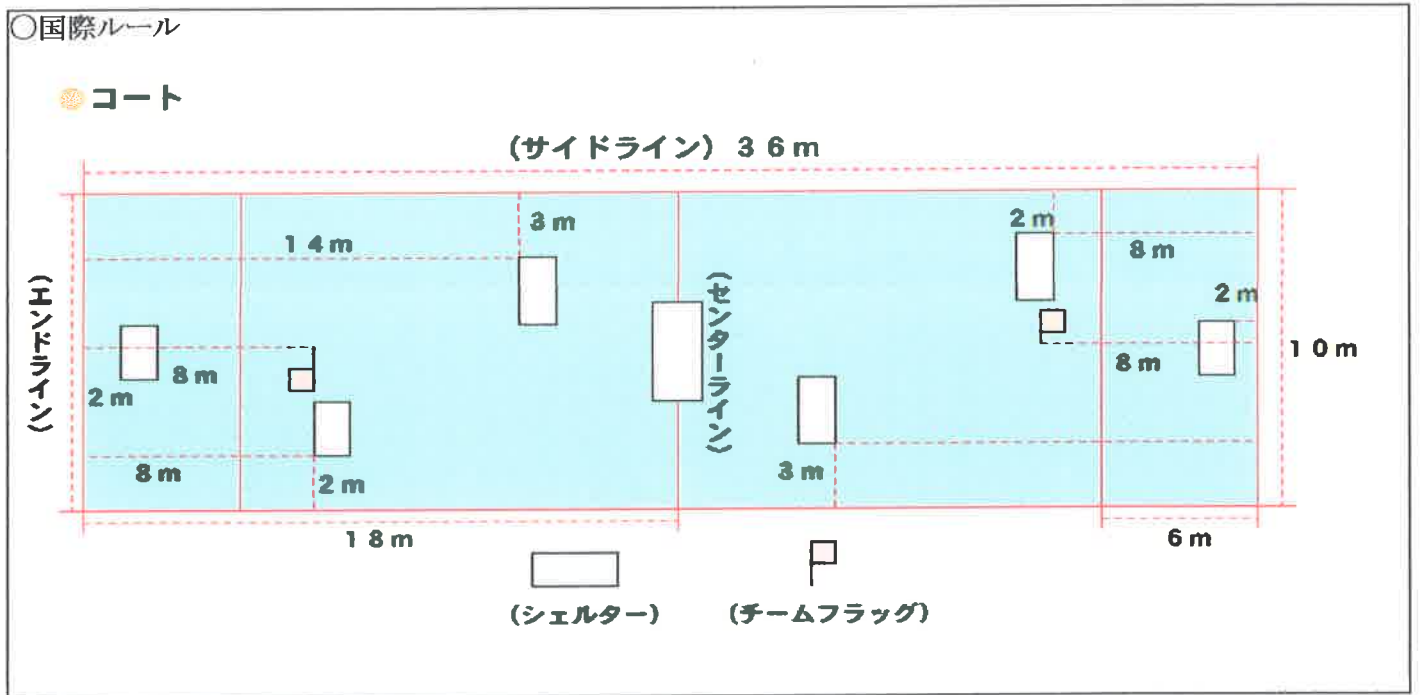 ○国際ルール
コート
(サイドライン) 36m
3m
2m
14m
8m
(エンドライン)
(センターライン)
2m
8m
2m
8m
10m
8m
2m
3m
18m
6m
(シェルター)
(チームフラッグ)